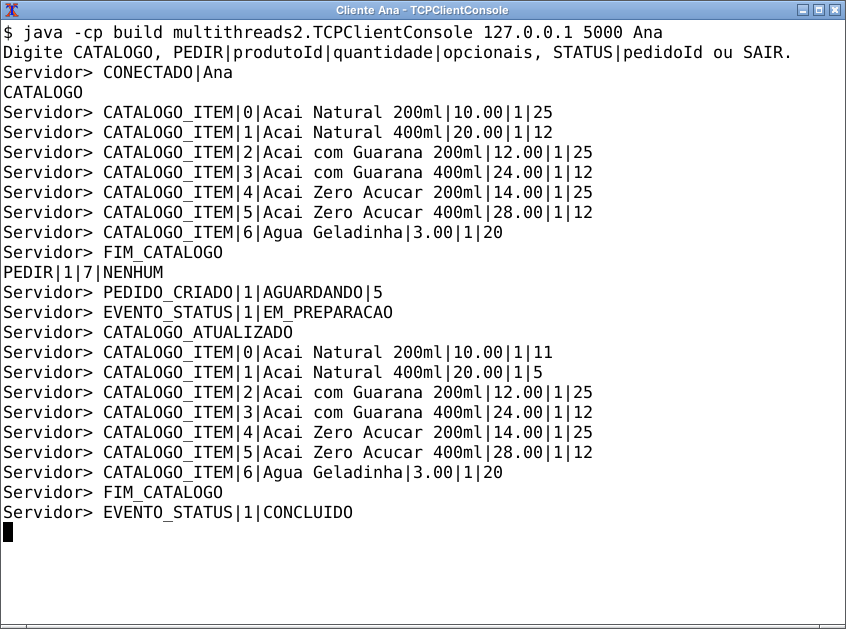 Cliente Ana - TCPClientConsole
$ java -cp build multithreads2.TCPClientConsole 127.0.0.1 5000 Ana
Digite CATALOGO, PEDIR|produtoId|quantidade|opcionais, STATUS|pedidoId ou SAIR.
Servidor> CONECTADO|Ana
CATALOGO
Servidor> CATALOGO_ITEM|0|Acai Natural 200ml|10.00|1|25
Servidor> CATALOGO_ITEM|1|Acai Natural 400ml|20.00|1|12
Servidor> CATALOGO_ITEM|2|Acai com Guarana 200ml|12.00|1|25
Servidor> CATALOGO_ITEM|3|Acai com Guarana 400ml|24.00|1|12
Servidor> CATALOGO_ITEM|4|Acai Zero Acucar 200ml|14.00|1|25
Servidor> CATALOGO_ITEM|5|Acai Zero Acucar 400ml|28.00|1|12
Servidor> CATALOGO_ITEM|6|Agua Geladinha|3.00|1|20
Servidor> FIM_CATALOGO
PEDIR|1|7|NENHUM
Servidor> PEDIDO_CRIADO|1|AGUARDANDO|5
Servidor> EVENTO_STATUS|1|EM_PREPARACAO
Servidor> CATALOGO_ATUALIZADO
Servidor> CATALOGO_ITEM|0|Acai Natural 200ml|10.00|1|11
Servidor> CATALOGO_ITEM|1|Acai Natural 400ml|20.00|1|5
Servidor> CATALOGO_ITEM|2|Acai com Guarana 200ml|12.00|1|25
Servidor> CATALOGO_ITEM|3|Acai com Guarana 400ml|24.00|1|12
Servidor> CATALOGO_ITEM|4|Acai Zero Acucar 200ml|14.00|1|25
Servidor> CATALOGO_ITEM|5|Acai Zero Acucar 400ml|28.00|1|12
Servidor> CATALOGO_ITEM|6|Agua Geladinha|3.00|1|20
Servidor> FIM_CATALOGO
Servidor> EVENTO_STATUS|1|CONCLUIDO